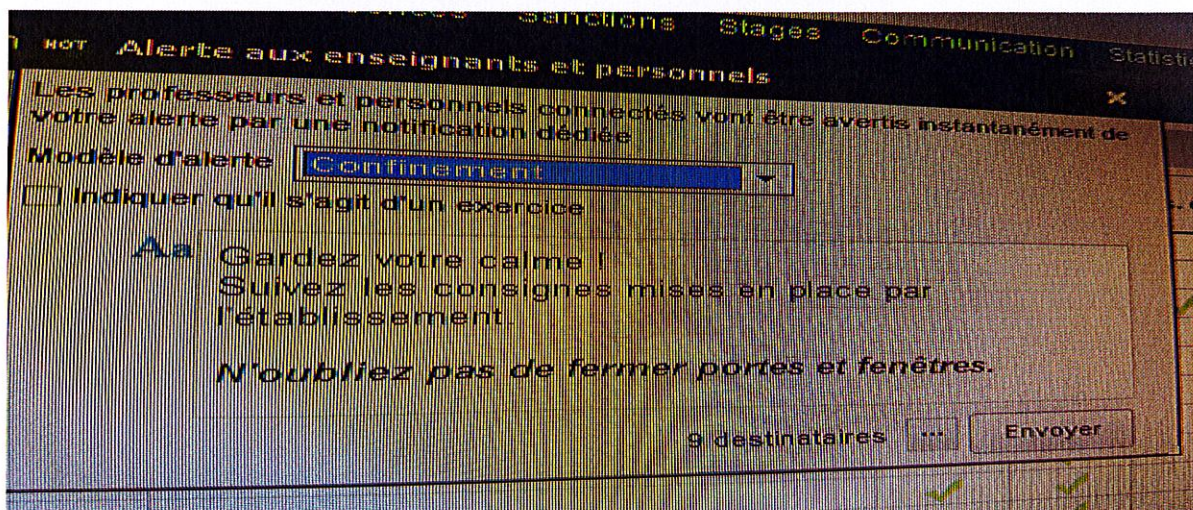 Sanctions Stages Communication
NOT Alerte aux enseignants et personnels
Les professeurs et personnels connectés vont être avertis instantanément de
votre alerte par une notification dédiée
Modèle d'alerte Confinement
Indiquer qu'il s'agit d'un exercice
Aa
Gardez votre calme !
Suivez les consignes mises en place par
l'établissement.
N'oubliez pas de fermer portes et fenêtres.
9 destinataires ... Envoyer